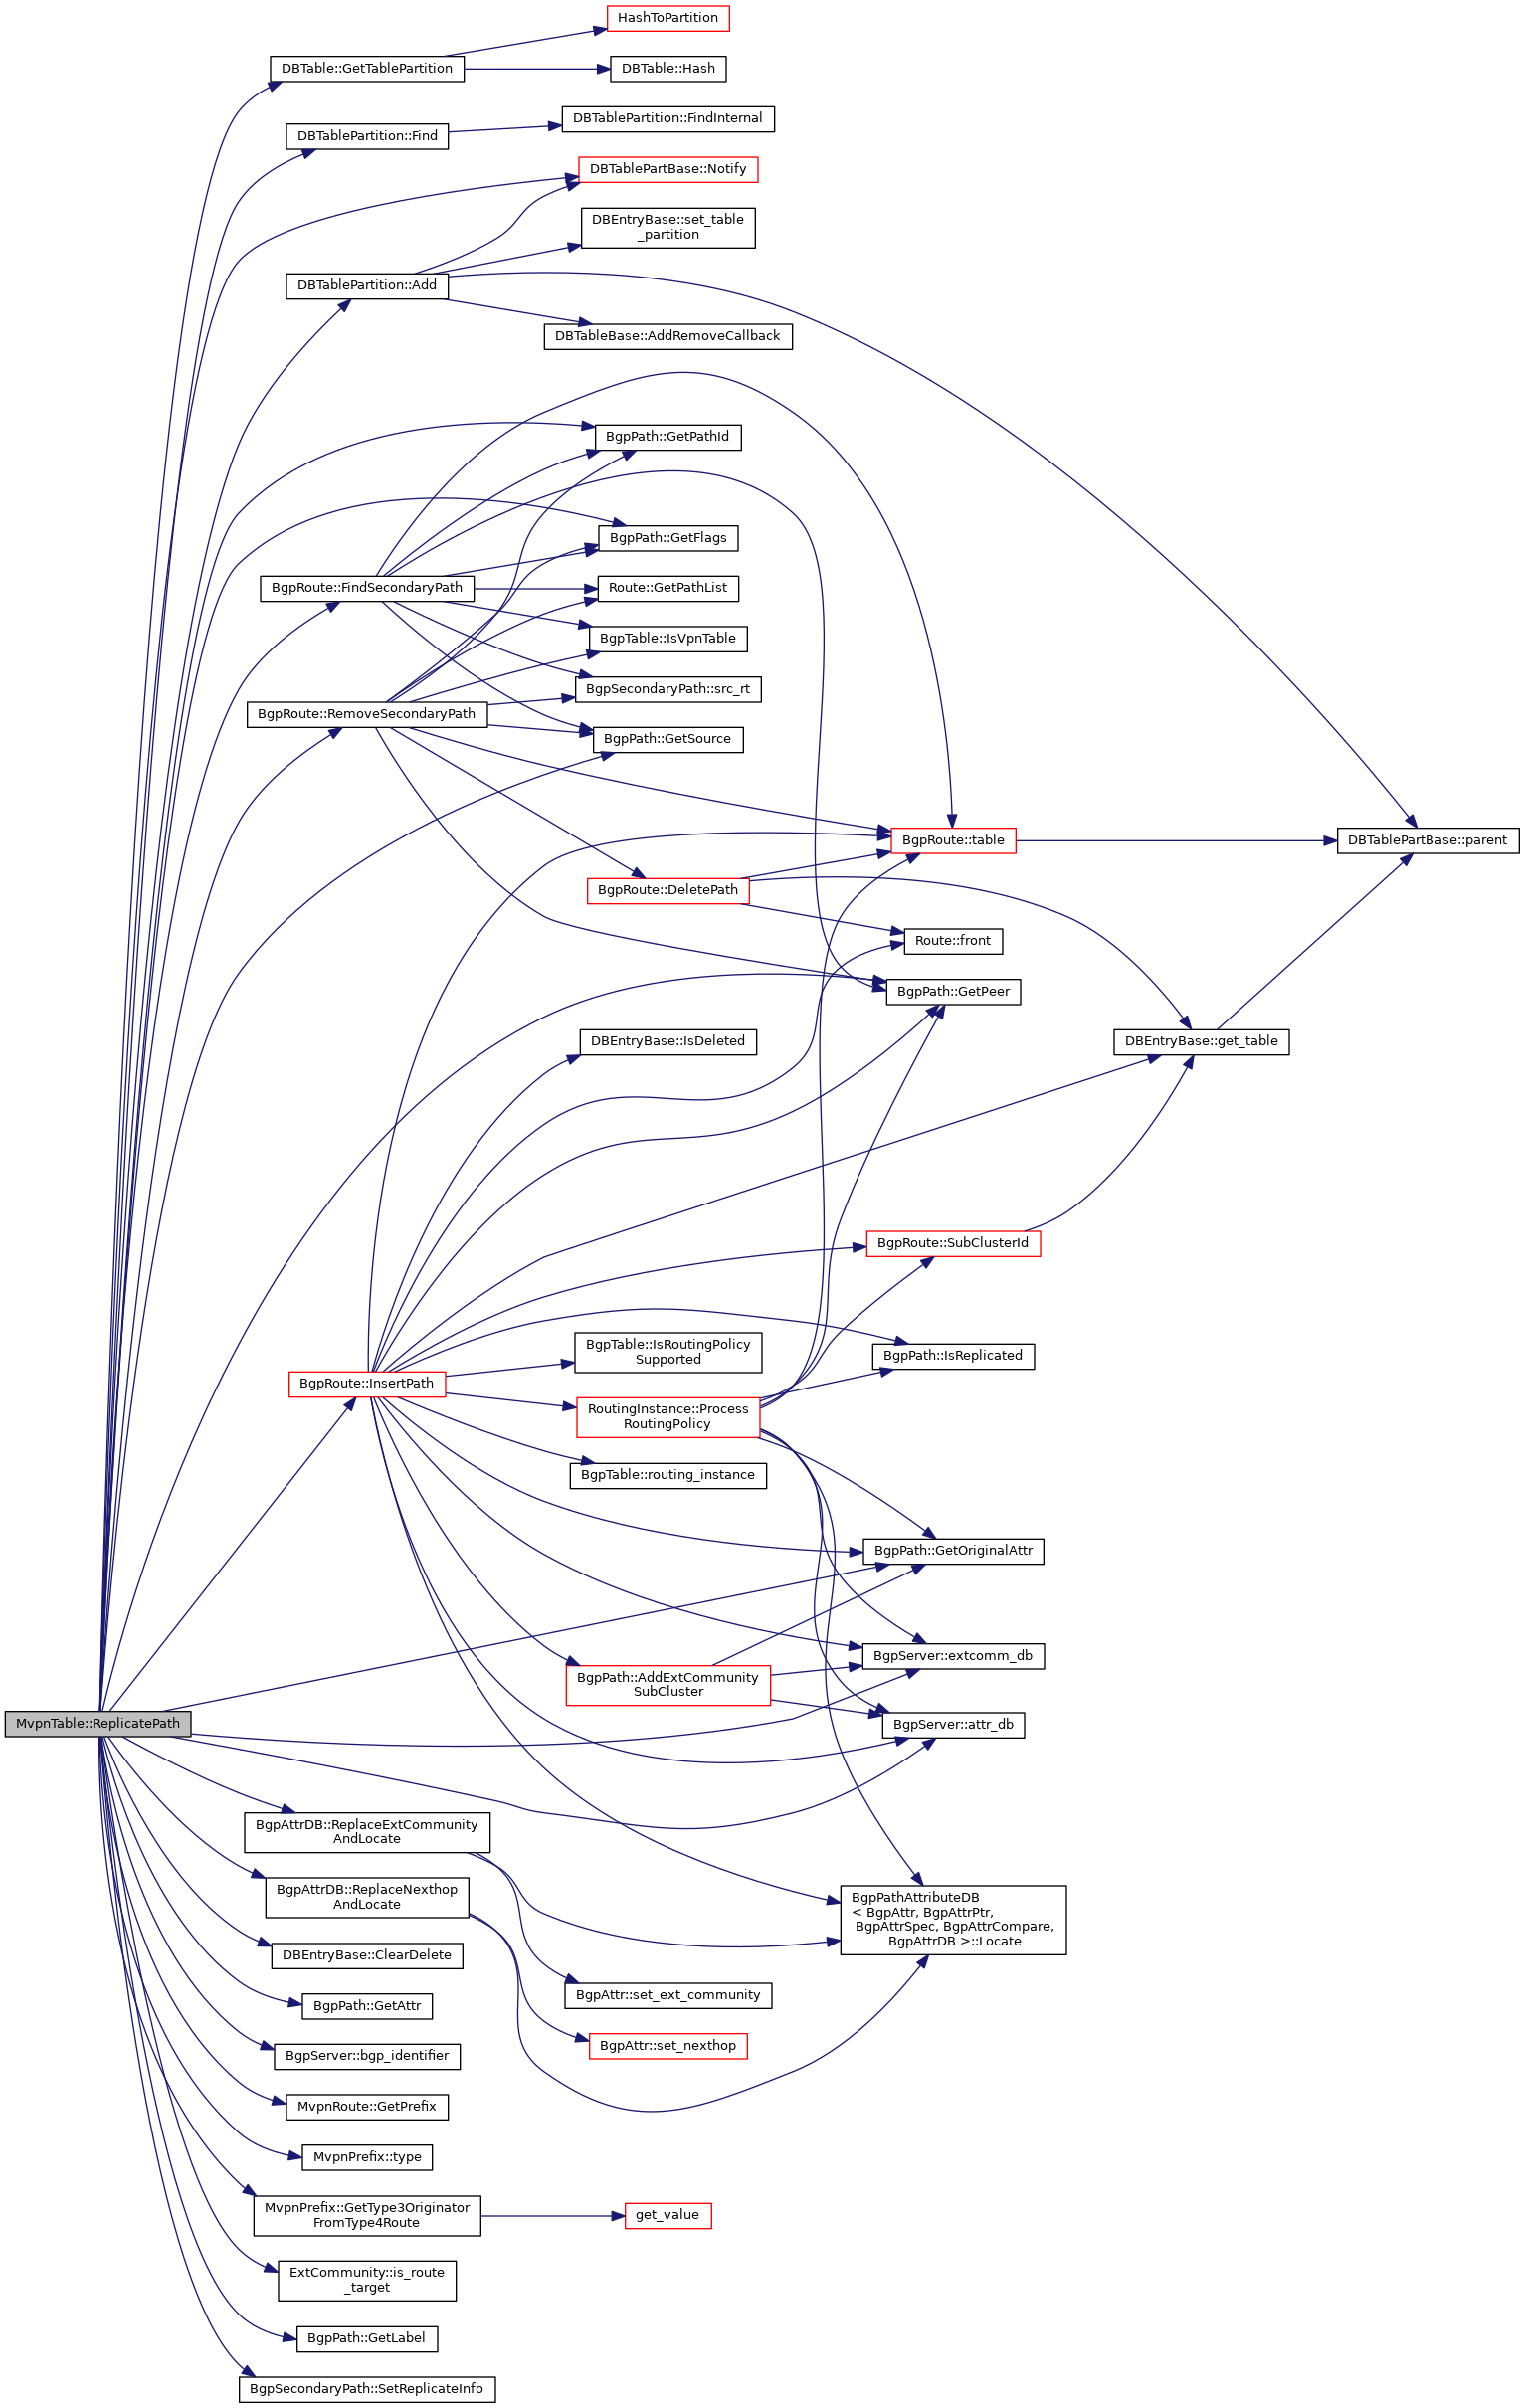 HashToPartition
DBTable::GetTablePartition
DBTable::Hash
DBTablePartition::FindInternal
DBTablePartition::Find
DBTablePartBase::Notify
DBEntryBase::set_table
_partition
DBTablePartition::Add
DBTableBase::AddRemoveCallback
BgpPath::GetPathId
BgpPath::GetFlags
BgpRoute::FindSecondaryPath
Route::GetPathList
BgpTable::IsVpnTable
BgpSecondaryPath::src_rt
BgpRoute::RemoveSecondaryPath
BgpPath::GetSource
BgpRoute::table
DBTablePartBase::parent
BgpRoute::DeletePath
Route::front
BgpPath::GetPeer
DBEntryBase::IsDeleted
DBEntryBase::get_table
BgpRoute::SubClusterId
BgpTable::IsRoutingPolicy
Supported
BgpPath::IsReplicated
BgpRoute::InsertPath
RoutingInstance::Process
RoutingPolicy
BgpTable::routing_instance
BgpPath::GetOriginalAttr
BgpServer::extcomm_db
BgpPath::AddExtCommunity
SubCluster
MvpnTable::ReplicatePath
BgpServer::attr_db
BgpAttrDB::ReplaceExtCommunity
AndLocate
BgpAttrDB::ReplaceNexthop
AndLocate
BgpPathAttributeDB
< BgpAttr, BgpAttrPtr,
BgpAttrSpec, BgpAttrCompare,
BgpAttrDB >::Locate
DBEntryBase::ClearDelete
BgpAttr::set_ext_community
BgpPath::GetAttr
BgpAttr::set_nexthop
BgpServer::bgp_identifier
MvpnRoute::GetPrefix
MvpnPrefix::type
MvpnPrefix::GetType3Originator
FromType4Route
get_value
ExtCommunity::is_route
_target
BgpPath::GetLabel
BgpSecondaryPath::SetReplicateInfo